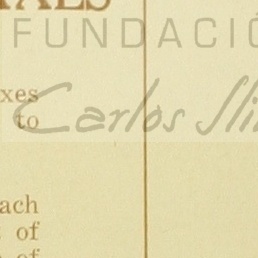 FUNDACIÓ
xes
to
Carlos Sli
ach
of
of